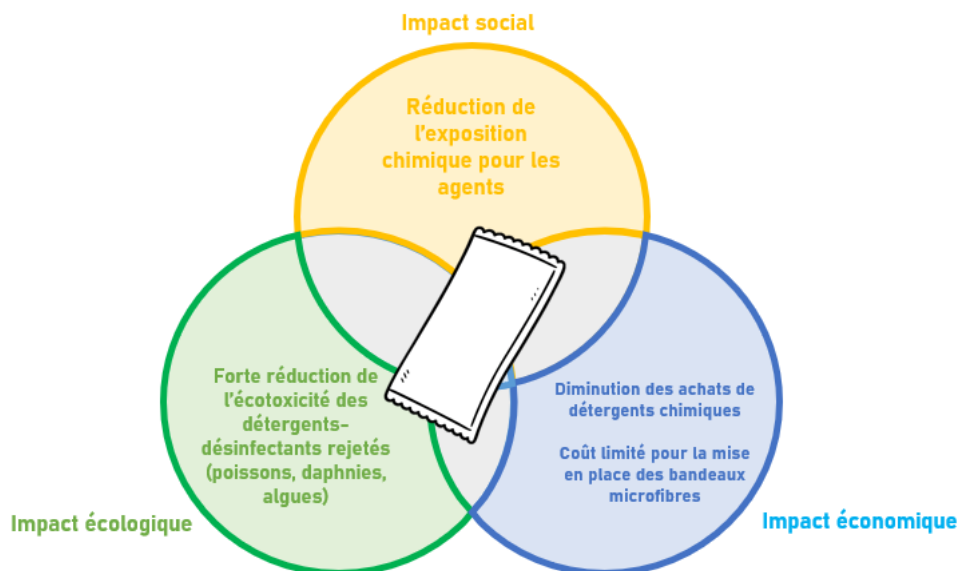 Impact social
Réduction de
l'exposition
chimique pour les
agents
Forte réduction de
l'écotoxicité des
détergents-
désinfectants rejetés
(poissons, daphnies,
algues)
Diminution des achats de
détergents chimiques
Coût limité pour la mise
en place des bandeaux
microfibres
Impact écologique
Impact économique